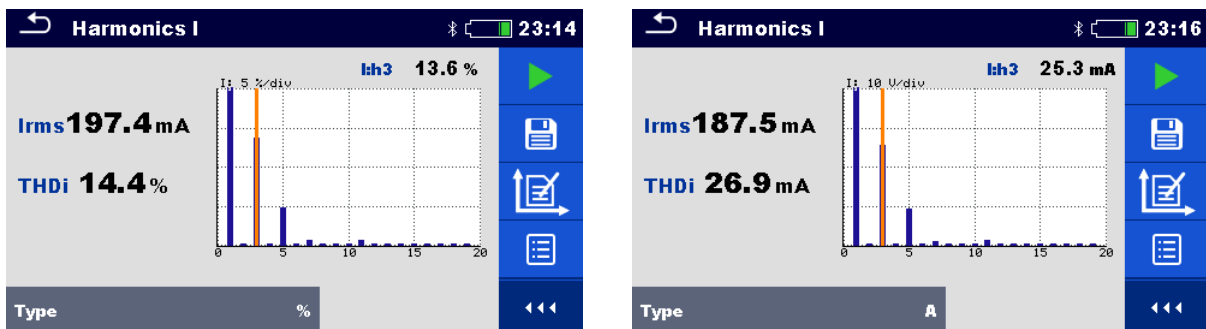 Harmonics I 23:14
I:h3 13.6 %
I: 5 %/div
Irms 197.4 mA
THDi 14.4 %
0 5 10 15 20
Type %
Harmonics I 23:16
I:h3 25.3 mA
I: 10 V/div
Irms 187.5 mA
THDi 26.9 mA
0 5 10 15 20
Type A